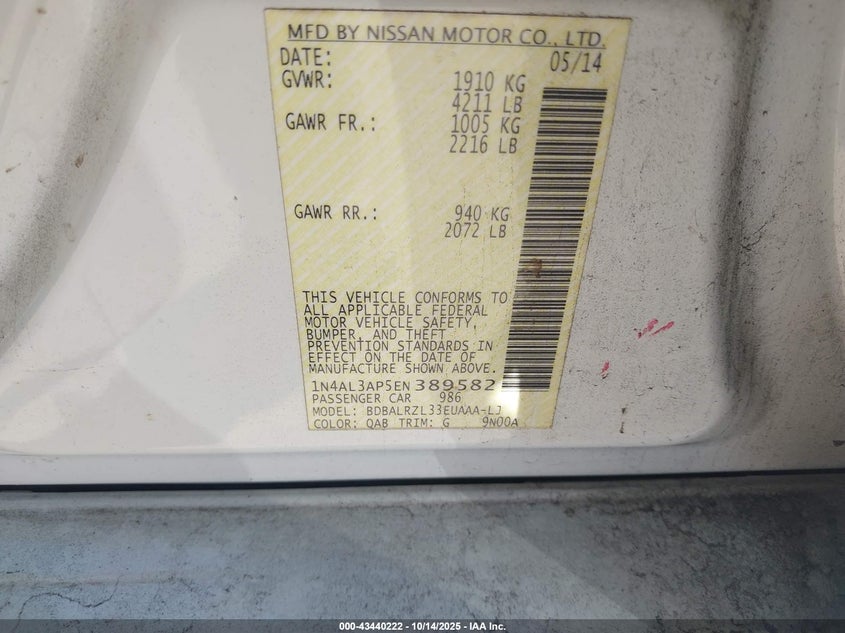 MFD BY NISSAN MOTOR CO., LTD.
DATE: 05/14
GVWR: 1910 KG
4211 LB
GAWR FR.: 1005 KG
2216 LB
GAWR RR.: 940 KG
2072 LB
THIS VEHICLE CONFORMS TO
ALL APPLICABLE FEDERAL
MOTOR VEHICLE SAFETY,
BUMPER, AND THEFT
PREVENTION STANDARDS IN
EFFECT ON THE DATE OF
MANUFACTURE SHOWN ABOVE.
1N4AL3AP5EN389582
PASSENGER CAR 986
MODEL: BDBALRZL33EUAAA-LJ
COLOR: QAB TRIM: G 9N00A
000-43440222 - 10/14/2025 - IAA Inc.